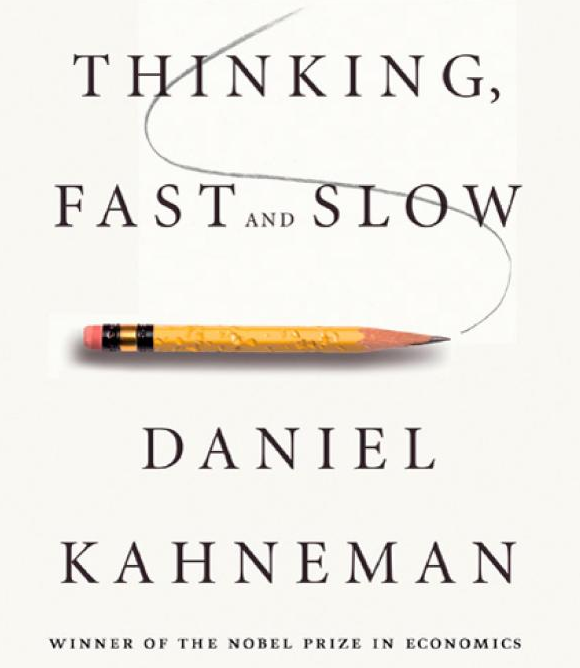 THINKING,
FAST AND SLOW
DANIEL
KAHNEMAN
WINNER OF THE NOBEL PRIZE IN ECONOMICS